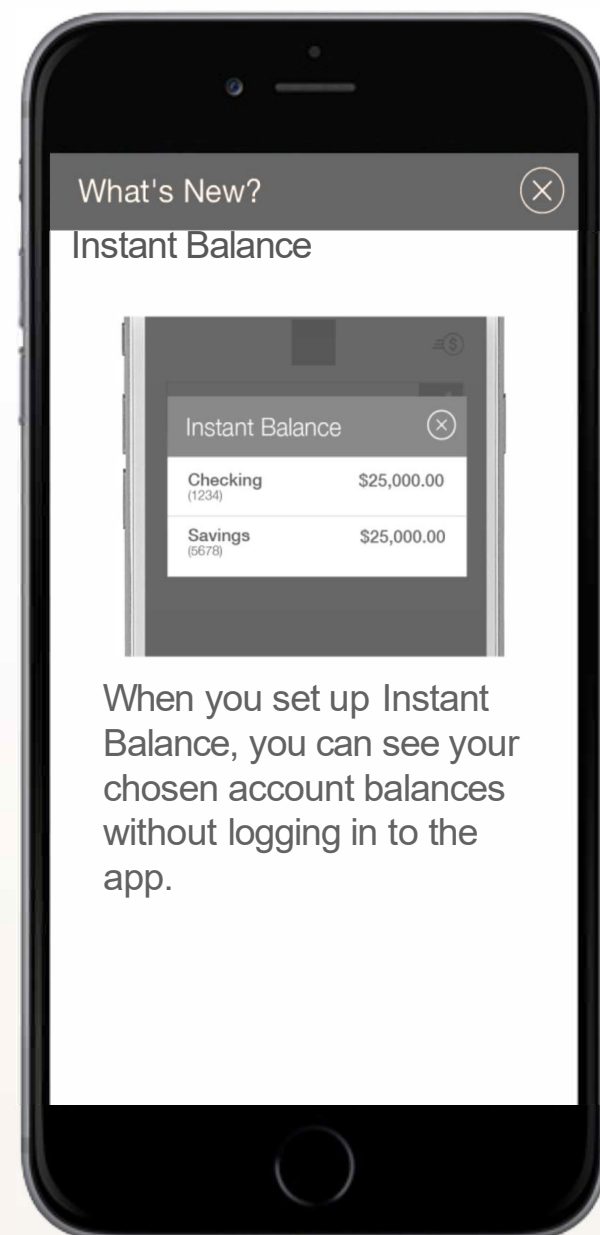 What's New?
Instant Balance
Instant Balance
Checking $25,000.00
(1234)
Savings $25,000.00
(5678)
When you set up Instant
Balance, you can see your
chosen account balances
without logging in to the
app.